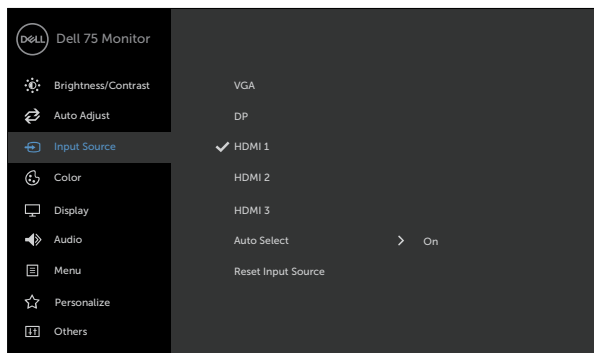 DELL Dell 75 Monitor
Brightness/Contrast
Auto Adjust
Input Source
Color
Display
Audio
Menu
Personalize
Others
VGA
DP
HDMI 1
HDMI 2
HDMI 3
Auto Select > On
Reset Input Source